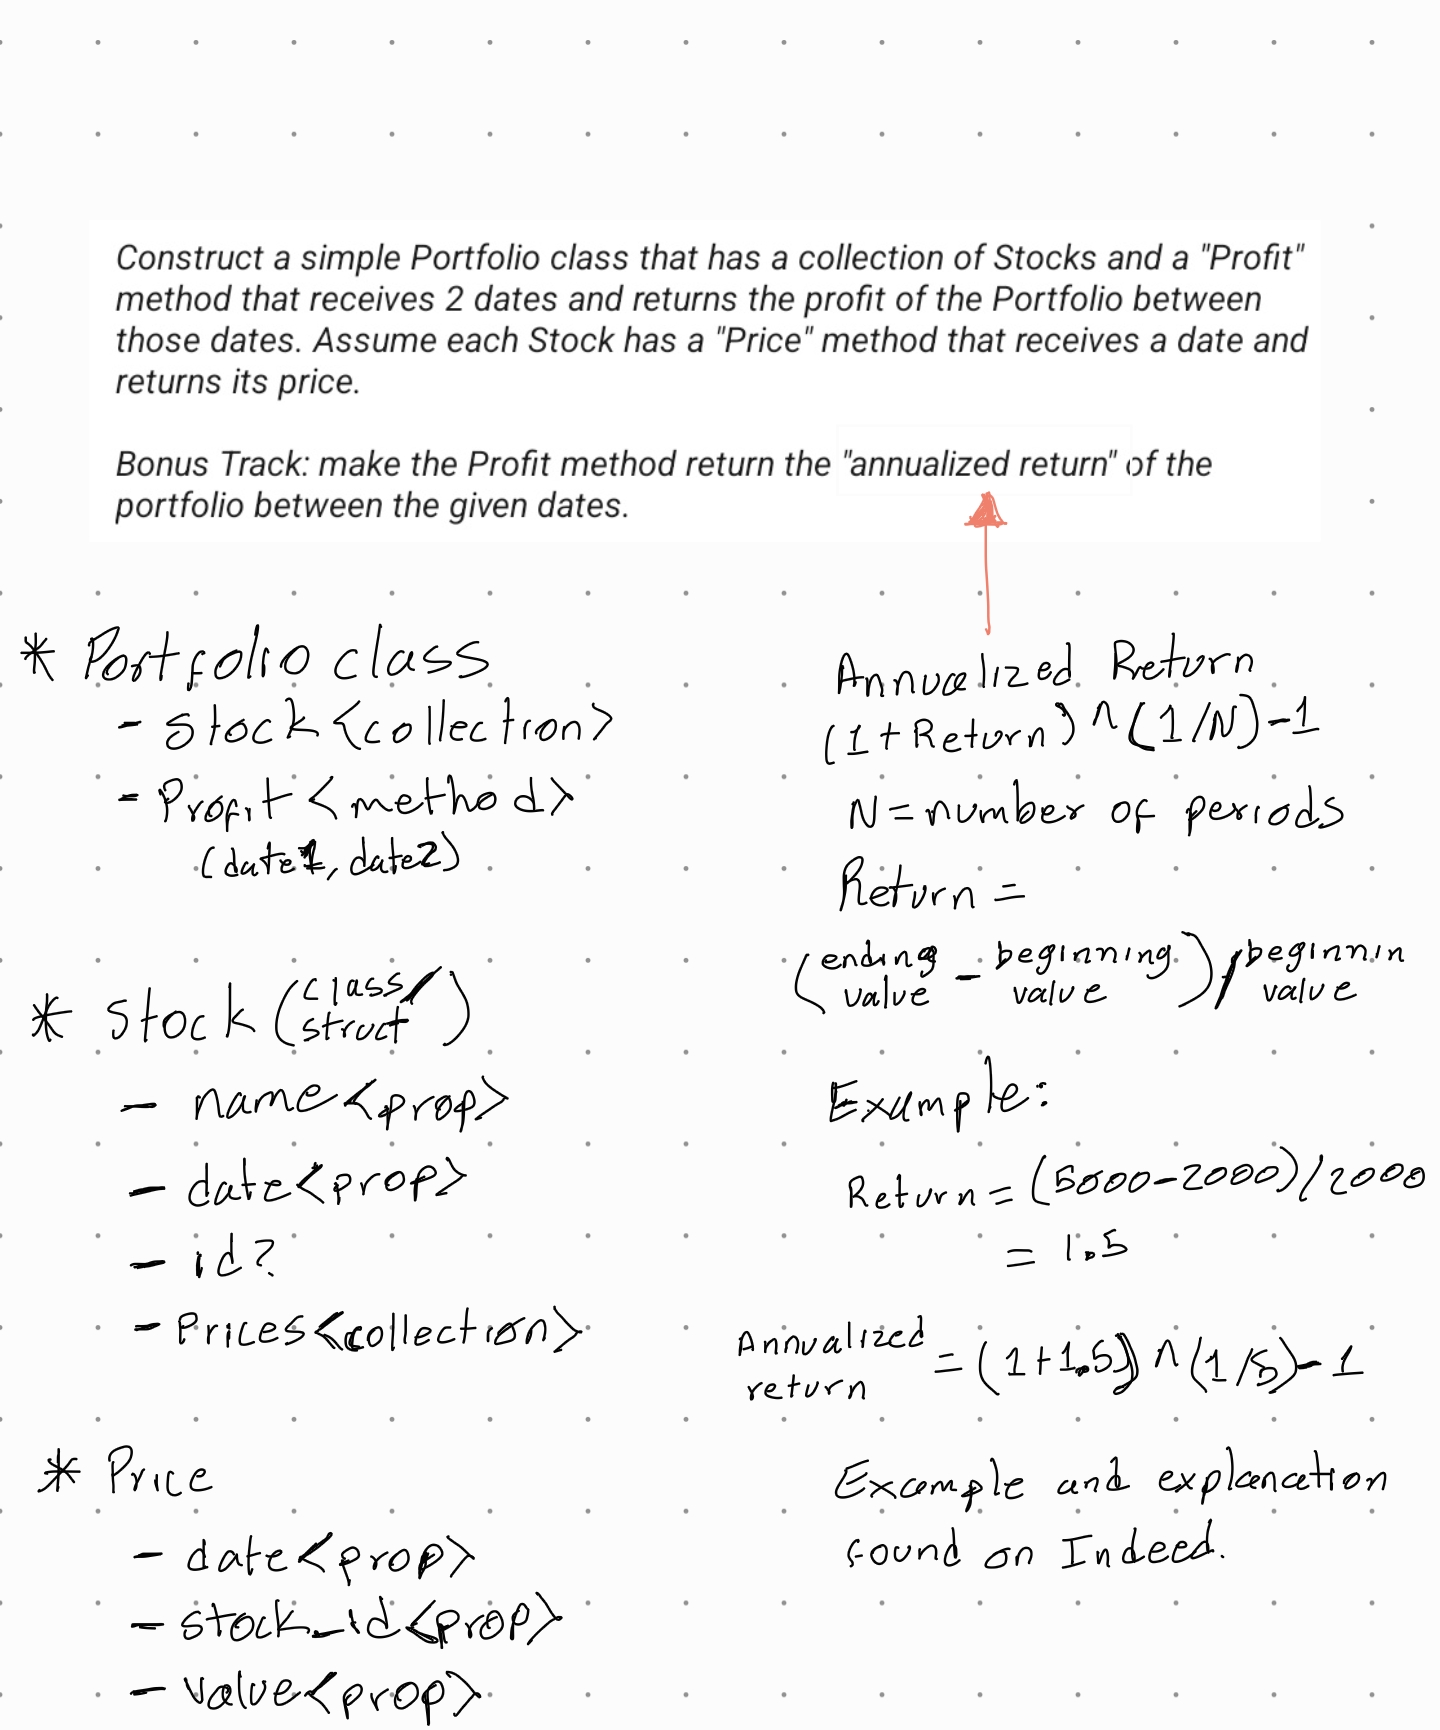 Construct a simple Portfolio class that has a collection of Stocks and a "Profit"
method that receives 2 dates and returns the profit of the Portfolio between
those dates. Assume each Stock has a "Price" method that receives a date and
returns its price.
Bonus Track: make the Profit method return the "annualized return" of the
portfolio between the given dates.
* Portfolio class
- stock <collection>
- Profit <method>
(date1, date2)
* Stock (class/
struct)
- name <prop>
- date <prop>
- id?
- Prices <collection>
* Price
- date <prop>
- stock_id <prop>
- value <prop>
Annualized Return
(1 + Return) ^ (1/N) - 1
N = number of periods
Return =
(ending value - beginning value) / beginnin value
Example:
Return = (5000-2000)/2000
= 1.5
Annualized return = (1+1.5) ^ (1/5) - 1
Example and explanation
found on Indeed.